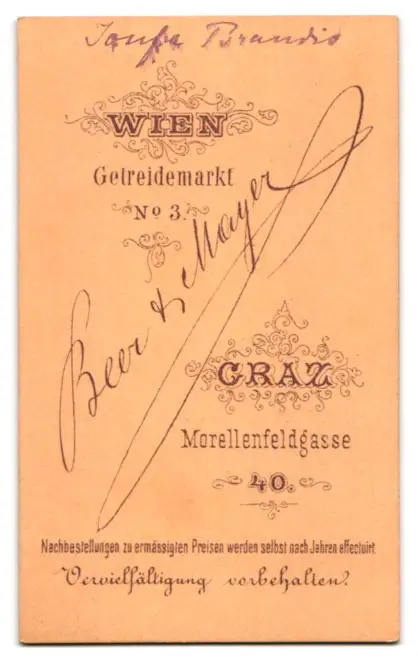 Brandis
WIEN
Getreidemarkt
No 3.
Beer & Mayer
GRAZ
Morellenfeldgasse
40.
Nachbestellungen zu ermässigten Preisen werden selbst nach Jahren effectuirt.
Vervielfältigung vorbehalten.